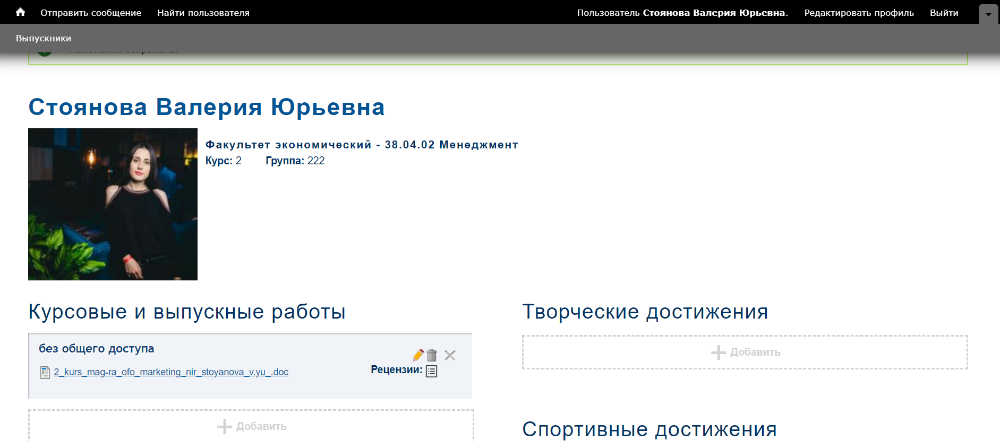 Отправить сообщение Найти пользователя Пользователь Стоянова Валерия Юрьевна. Редактировать профиль Выйти
Выпускники
Стоянова Валерия Юрьевна
Факультет экономический - 38.04.02 Менеджмент
Курс: 2 Группа: 222
Курсовые и выпускные работы
без общего доступа
2_kurs_mag-ra_ofo_marketing_nir_stoyanova_v.yu_.doc
Рецензии:
Добавить
Творческие достижения
Добавить
Спортивные достижения